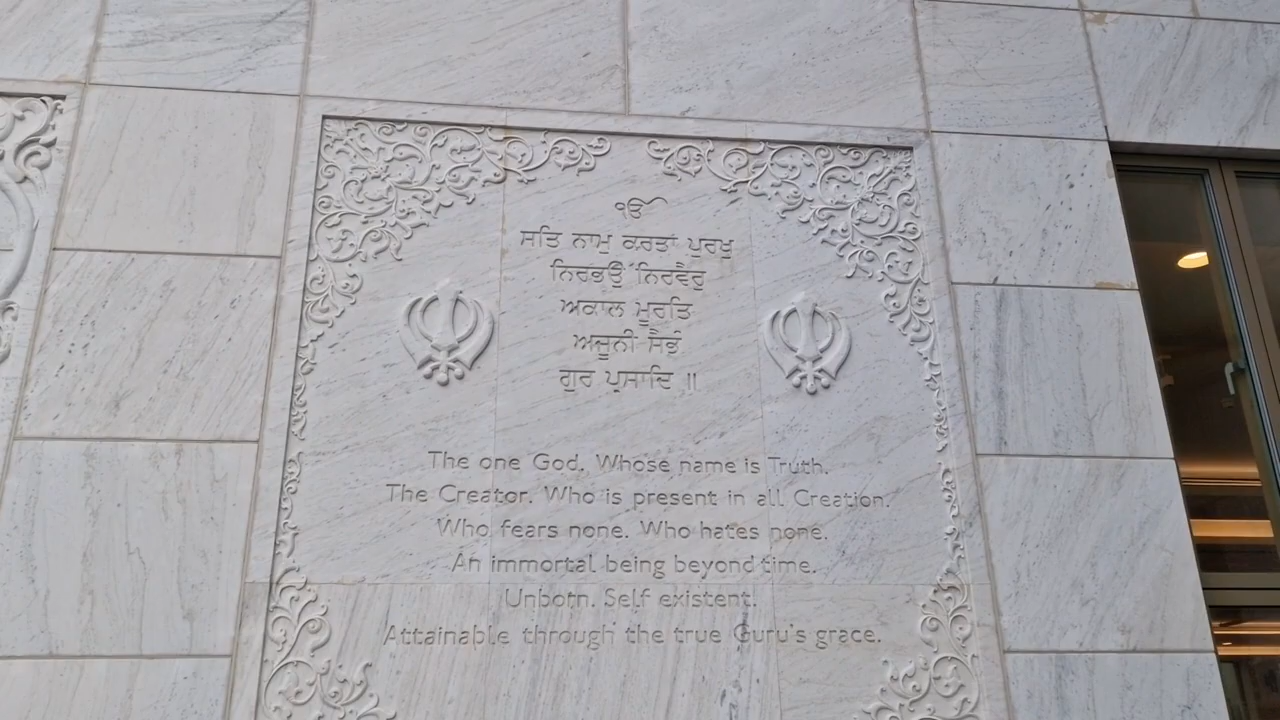 ੴ
ਸਤਿ ਨਾਮੁ ਕਰਤਾ ਪੁਰਖੁ
ਨਿਰਭਉ ਨਿਰਵੈਰੁ
ਅਕਾਲ ਮੂਰਤਿ
ਅਜੂਨੀ ਸੈਭੰ
ਗੁਰ ਪ੍ਰਸਾਦਿ ॥
The one God. Whose name is Truth.
The Creator. Who is present in all Creation.
Who fears none. Who hates none.
An immortal being beyond time.
Unborn. Self existent.
Attainable through the true Guru's grace.